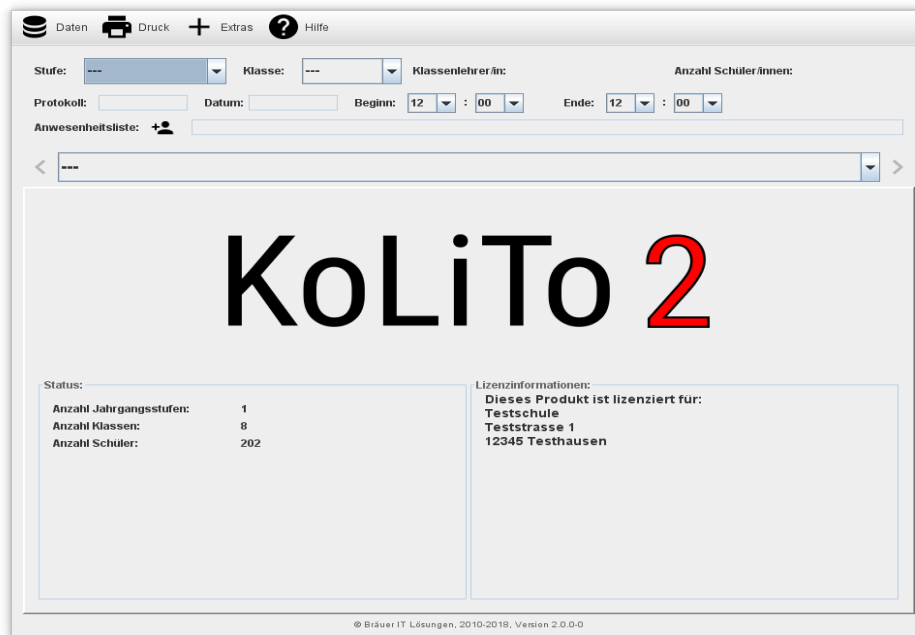 Daten Druck Extras Hilfe
Stufe: --- Klasse: --- Klassenlehrer/in: Anzahl Schüler/innen:
Protokoll: Datum: Beginn: 12 : 00 Ende: 12 : 00
Anwesenheitsliste:
---
KoLiTo 2
Status:
Anzahl Jahrgangsstufen: 1
Anzahl Klassen: 8
Anzahl Schüler: 202
Lizenzinformationen:
Dieses Produkt ist lizenziert für:
Testschule
Teststrasse 1
12345 Testhausen
© Bräuer IT Lösungen, 2010-2018, Version 2.0.0-0